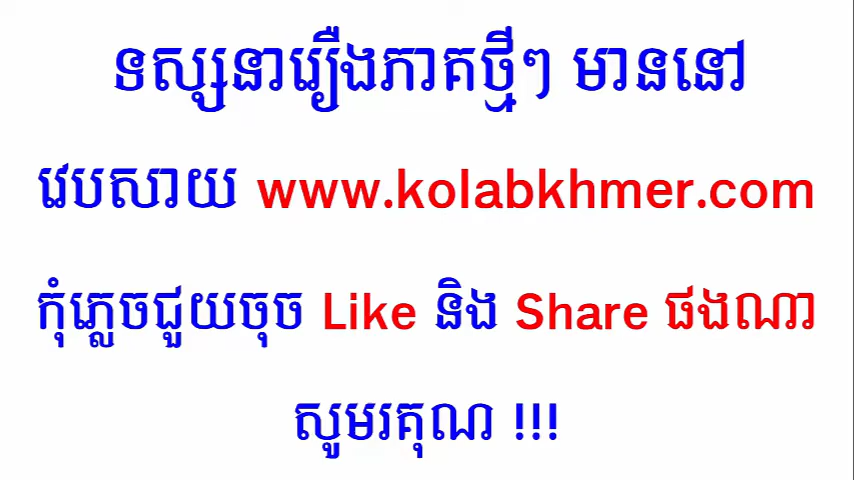 ទស្សនារឿងភាគថ្មីៗ មាននៅ
វេបសាយ www.kolabkhmer.com
កុំភ្លេចជួយចុច Like និង Share ផងណា
សូមរគុណ !!!